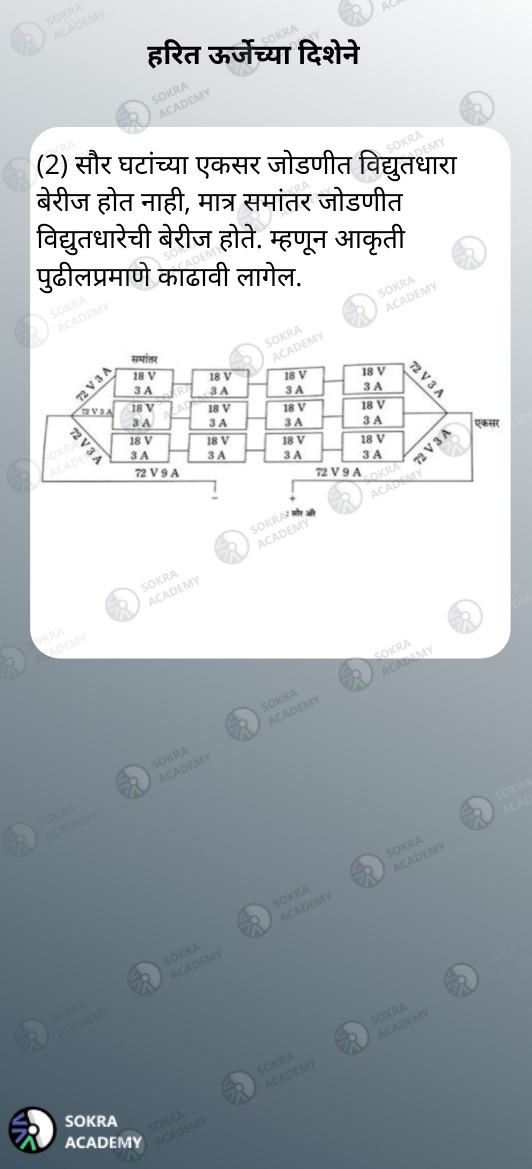 हरित ऊर्जेच्या दिशेने
(2) सौर घटांच्या एकसर जोडणीत विद्युतधारा
बेरीज होत नाही, मात्र समांतर जोडणीत
विद्युतधारेची बेरीज होते. म्हणून आकृती
पुढीलप्रमाणे काढावी लागेल.
समांतर
72 V 3 A 18 V 3 A 18 V 3 A 18 V 3 A 18 V 3 A 72 V 3 A
72 V 3 A 18 V 3 A 18 V 3 A 18 V 3 A 18 V 3 A एकसर
72 V 3 A 18 V 3 A 18 V 3 A 18 V 3 A 18 V 3 A 72 V 3 A
72 V 9 A 72 V 9 A
– +
: सौर
SOKRA
ACADEMY